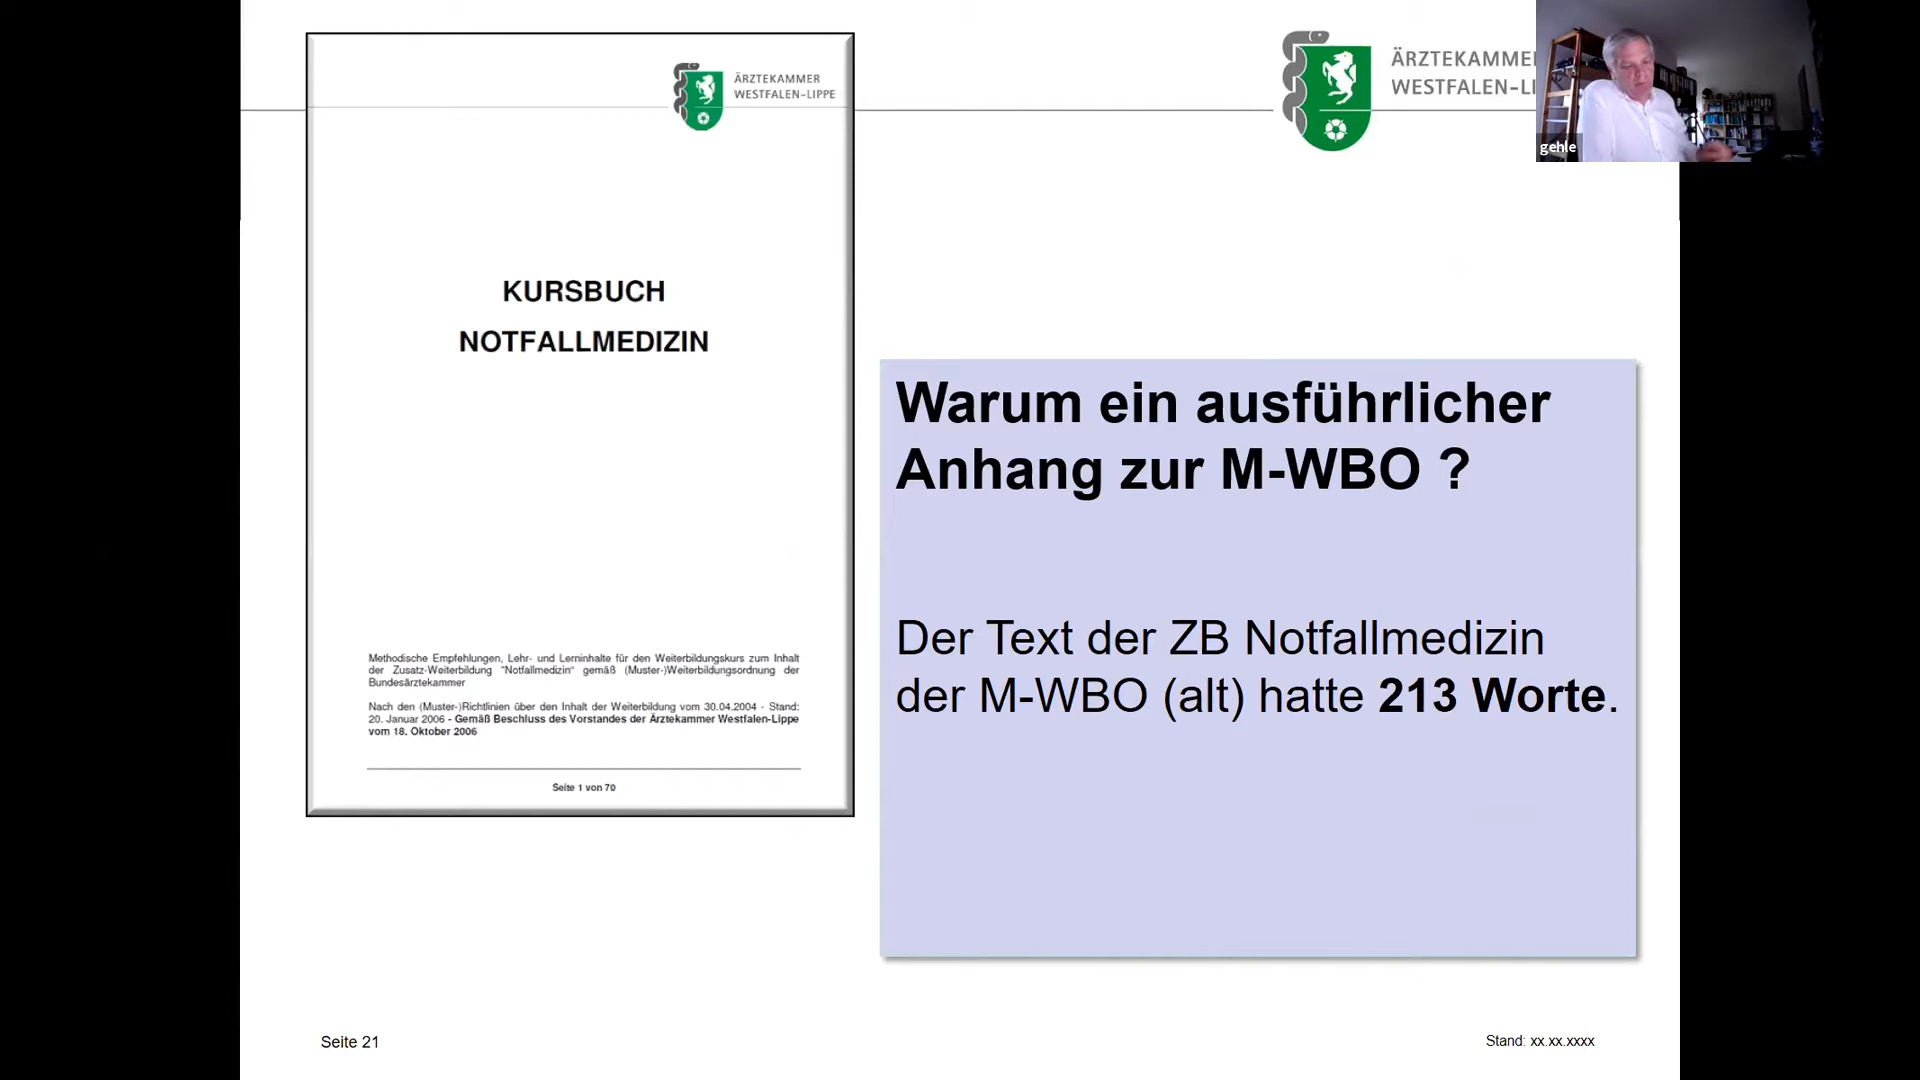 ÄRZTEKAMMER
WESTFALEN-LIPPE
KURSBUCH
NOTFALLMEDIZIN
Methodische Empfehlungen, Lehr- und Lerninhalte für den Weiterbildungskurs zum Inhalt
der Zusatz-Weiterbildung "Notfallmedizin" gemäß (Muster-)Weiterbildungsordnung der
Bundesärztekammer
Nach den (Muster-)Richtlinien über den Inhalt der Weiterbildung vom 30.04.2004 - Stand:
20. Januar 2006 - Gemäß Beschluss des Vorstandes der Ärztekammer Westfalen-Lippe
vom 18. Oktober 2006
Seite 1 von 70
ÄRZTEKAMME
WESTFALEN-LI
gehle
Warum ein ausführlicher
Anhang zur M-WBO ?
Der Text der ZB Notfallmedizin
der M-WBO (alt) hatte 213 Worte.
Seite 21
Stand: xx.xx.xxxx